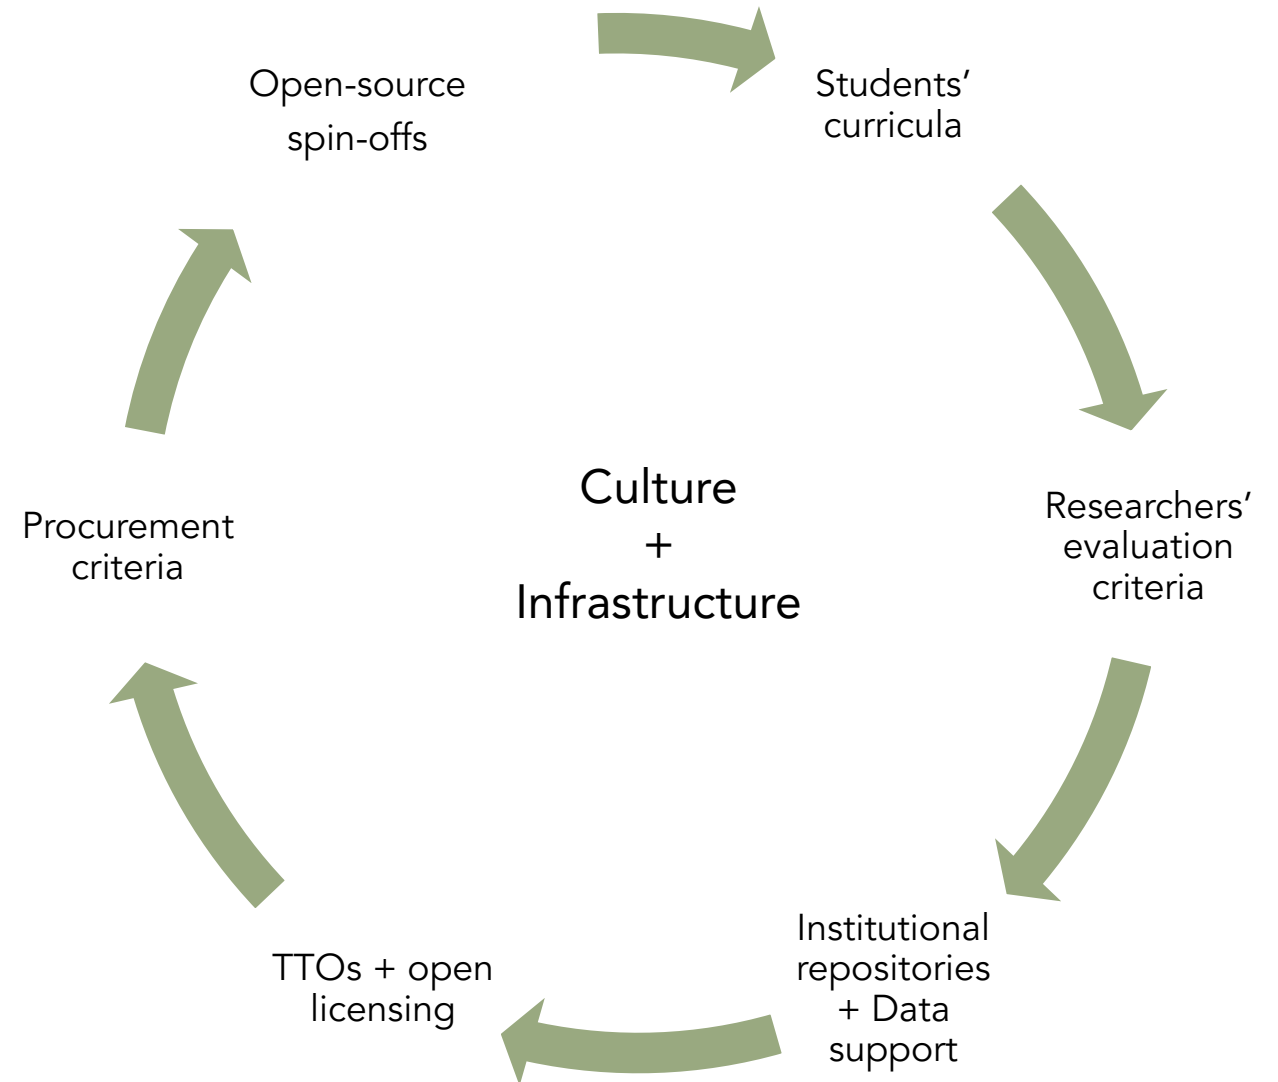 Open-source
spin-offs
Students’
curricula
Researchers’
evaluation
criteria
Institutional
repositories
+ Data
support
TTOs + open
licensing
Procurement
criteria
Culture
+
Infrastructure